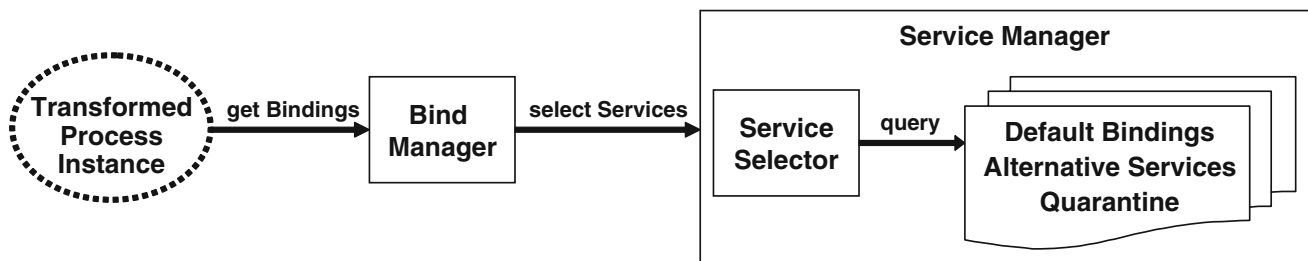 Service Manager
Transformed
Process
Instance
get Bindings
Bind
Manager
select Services
Service
Selector
query
Default Bindings
Alternative Services
Quarantine